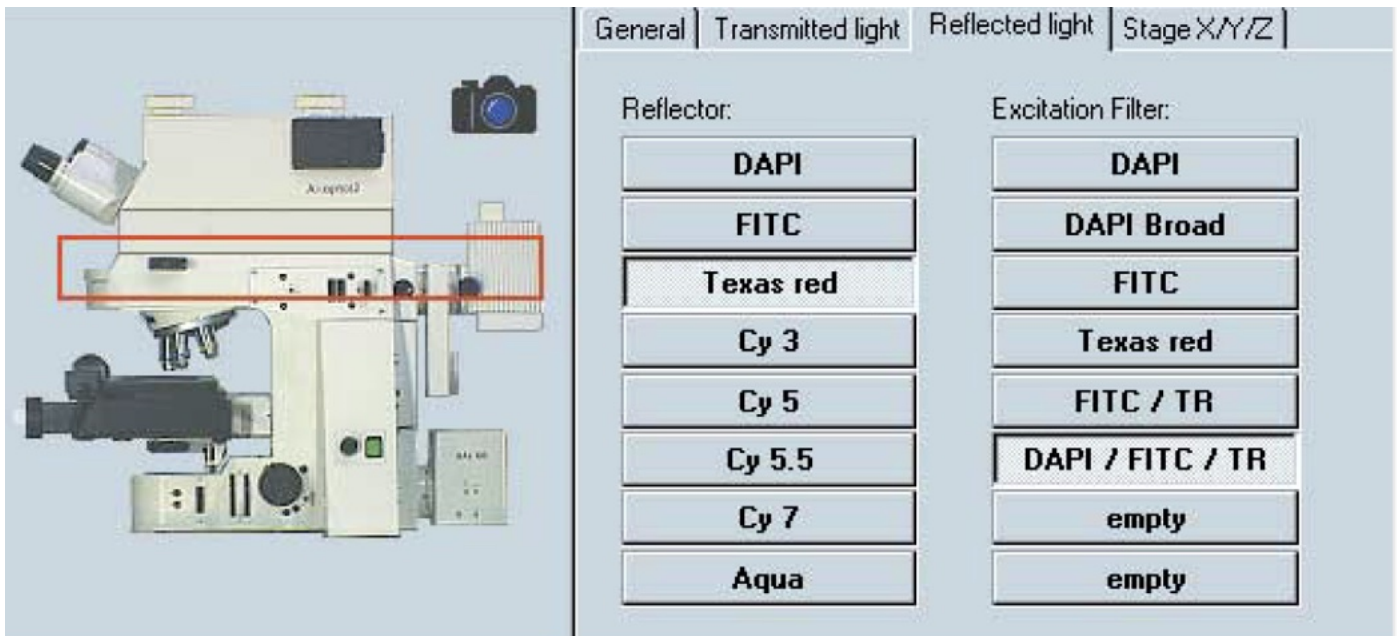 General Transmitted light Reflected light Stage X/Y/Z
Reflector:
DAPI
FITC
Texas red
Cy 3
Cy 5
Cy 5.5
Cy 7
Aqua
Excitation Filter:
DAPI
DAPI Broad
FITC
Texas red
FITC / TR
DAPI / FITC / TR
empty
empty